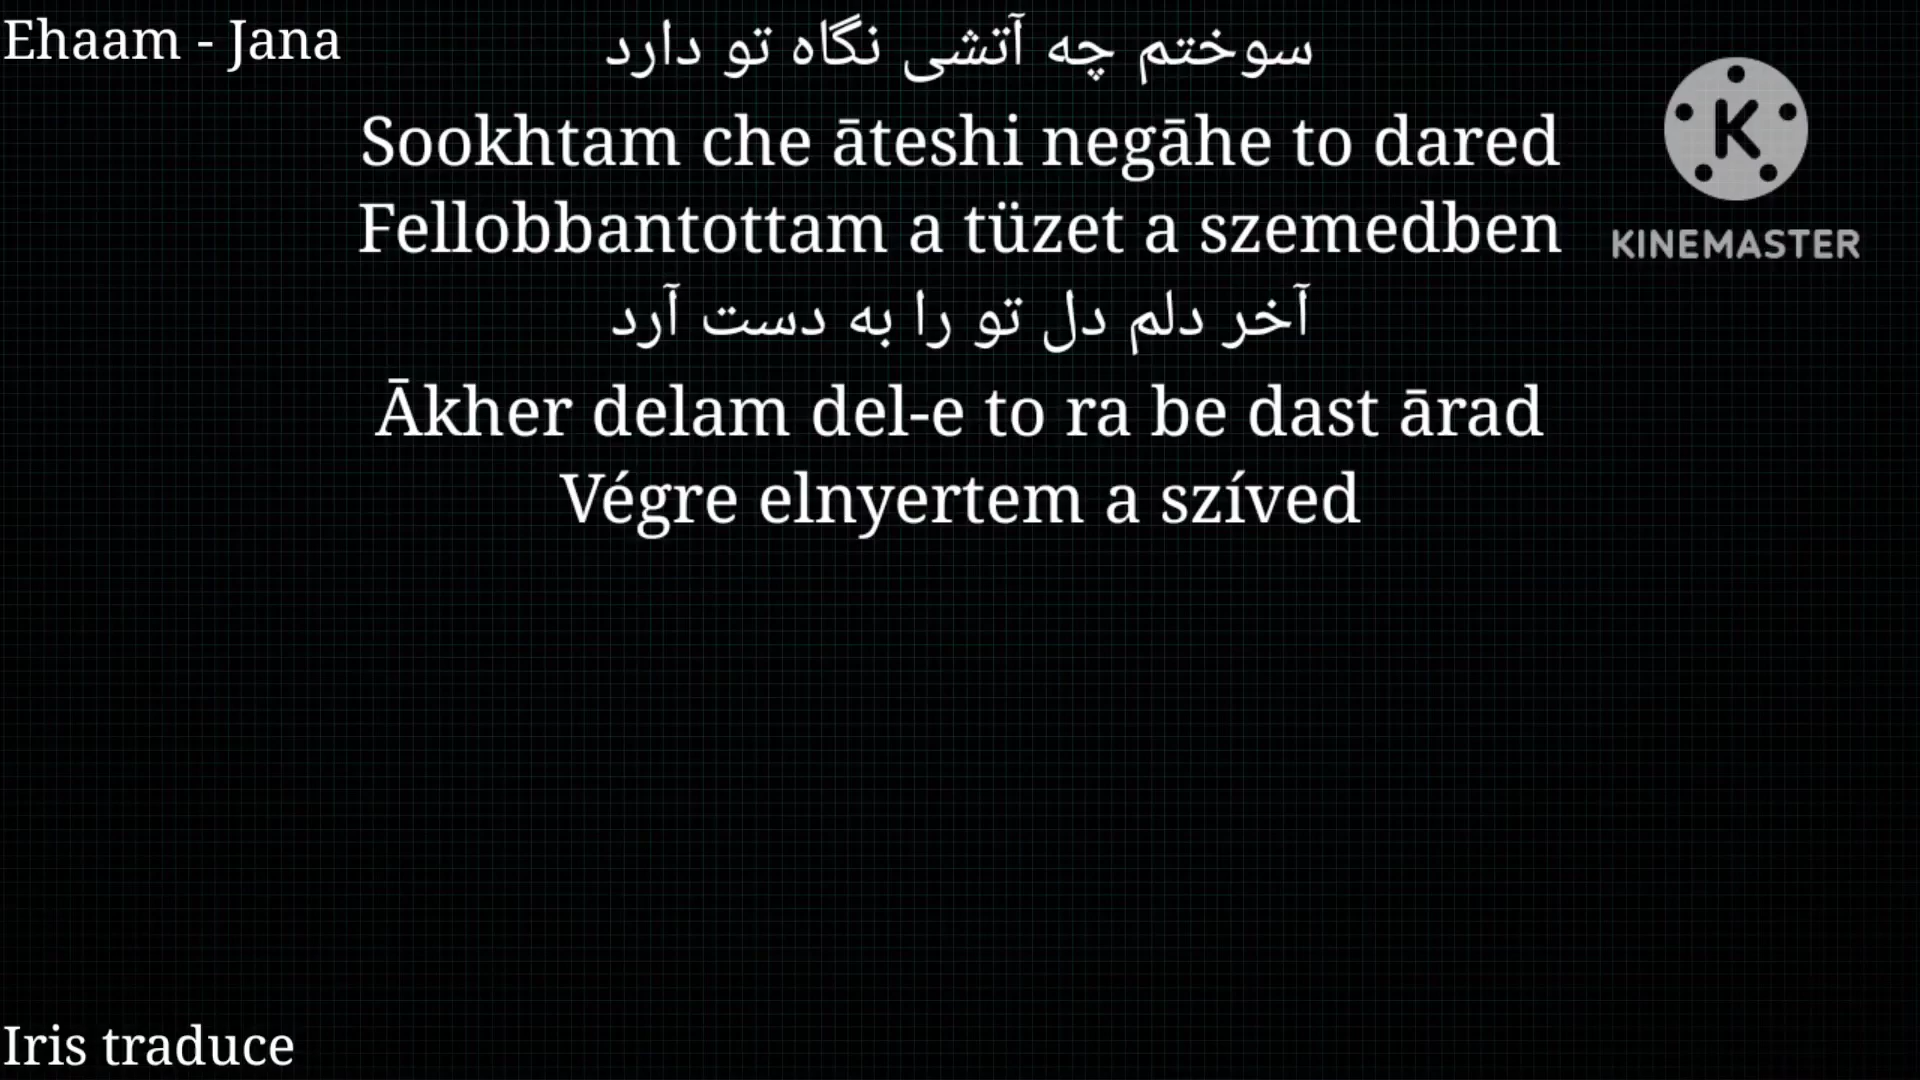 Ehaam - Jana
سوختم چه آتشی نگاه تو دارد
Sookhtam che āteshi negāhe to dared
Fellobbantottam a tüzet a szemedben
آخر دلم دل تو را به دست آرد
Ākher delam del-e to ra be dast ārad
Végre elnyertem a szíved
K
KINEMASTER
Iris traduce